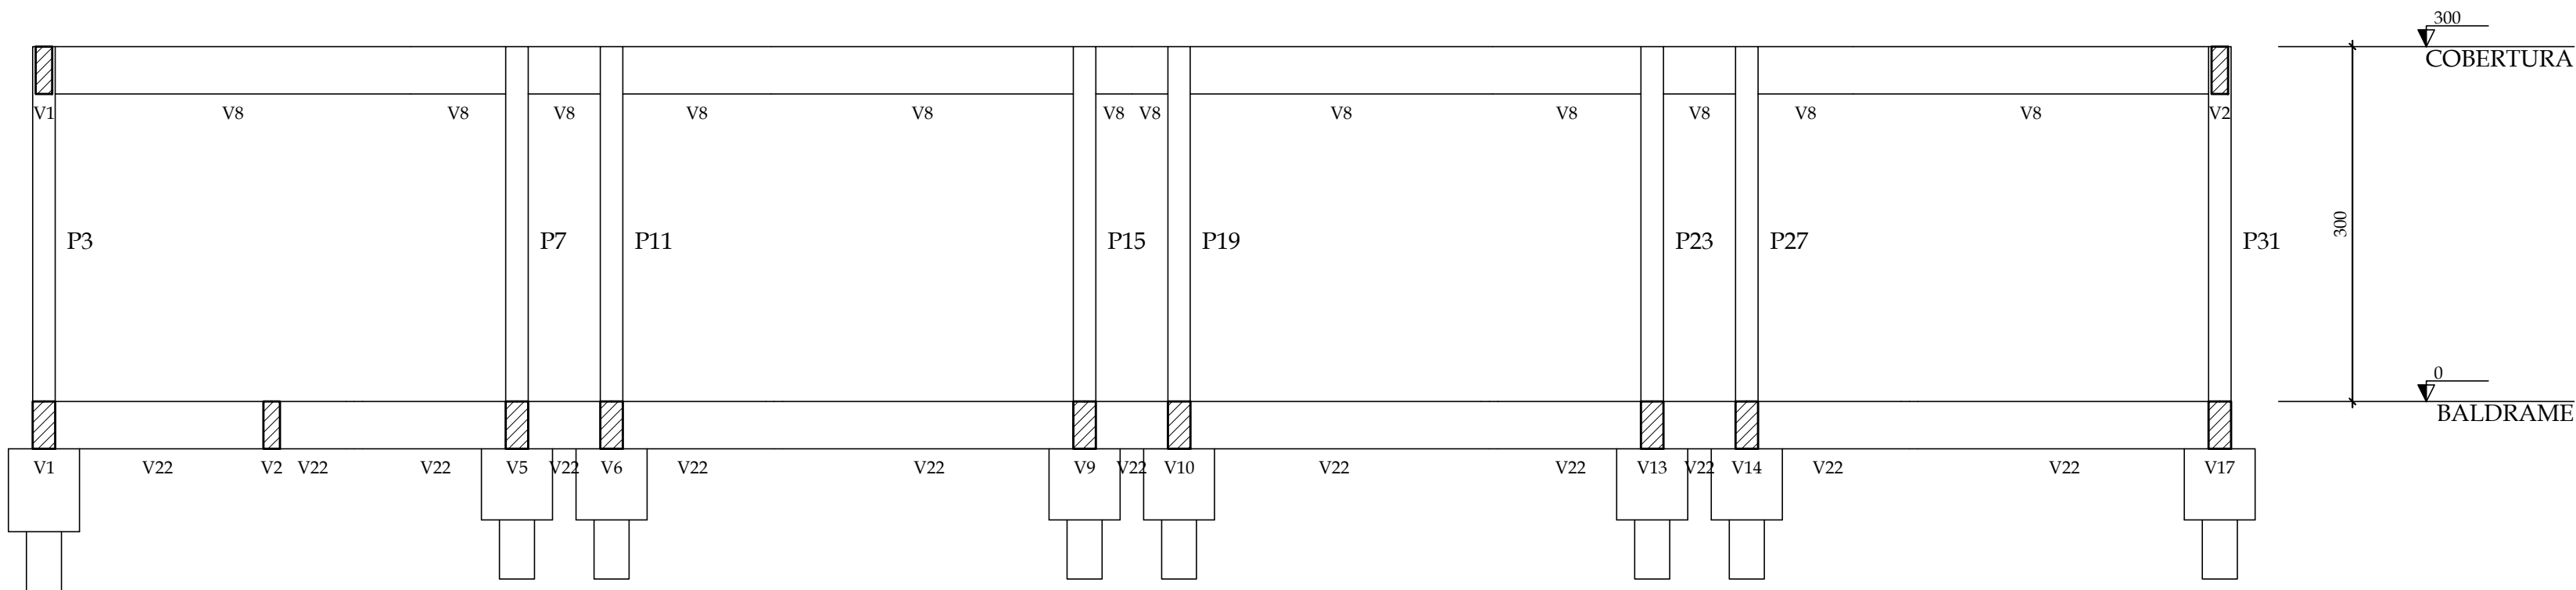 300
COBERTURA
V1 V8 V8 V8 V8 V8 V8 V8 V8 V8 V8 V8 V8 V2
P3 P7 P11 P15 P19 P23 P27 P31
300
0
BALDRAME
V1 V22 V2 V22 V22 V5 V22 V6 V22 V22 V9 V22 V10 V22 V22 V13 V22 V14 V22 V22 V17